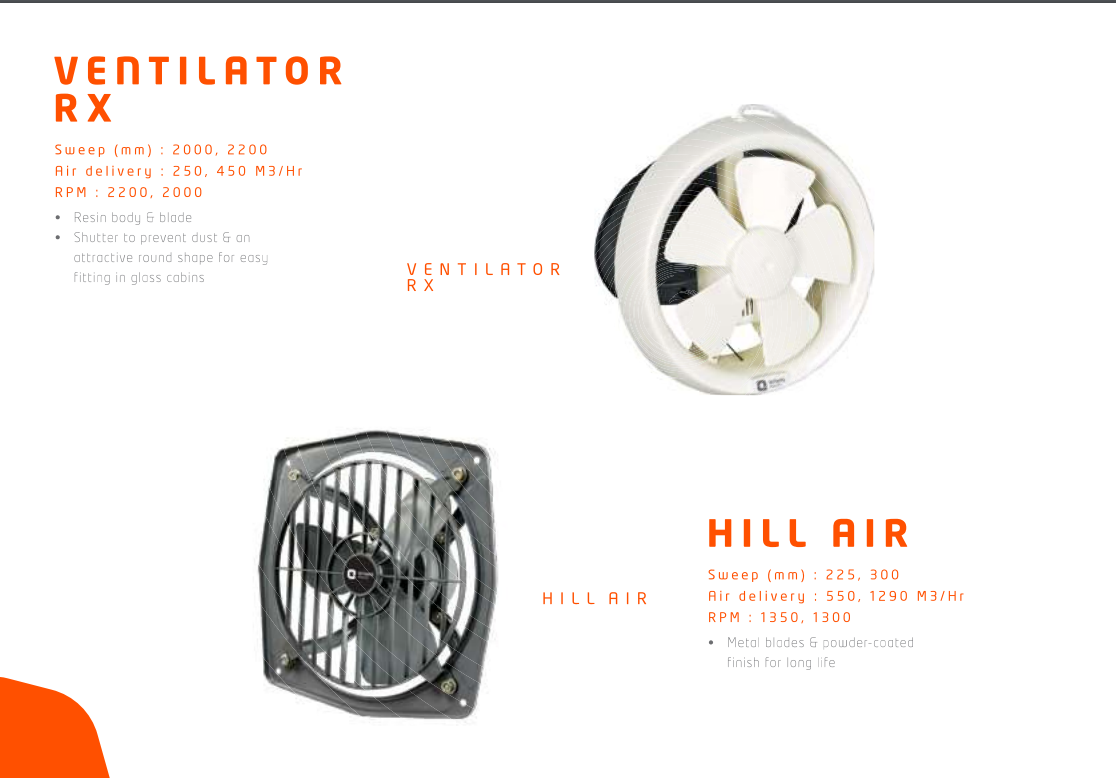 VENTILATOR
RX
Sweep (mm) : 2000, 2200
Air delivery : 250, 450 M3/Hr
RPM : 2200, 2000
• Resin body & blade
• Shutter to prevent dust & an
attractive round shape for easy
fitting in glass cabins
VENTILATOR
RX
HILL AIR
HILL AIR
Sweep (mm) : 225, 300
Air delivery : 550, 1290 M3/Hr
RPM : 1350, 1300
• Metal blades & powder-coated
finish for long life